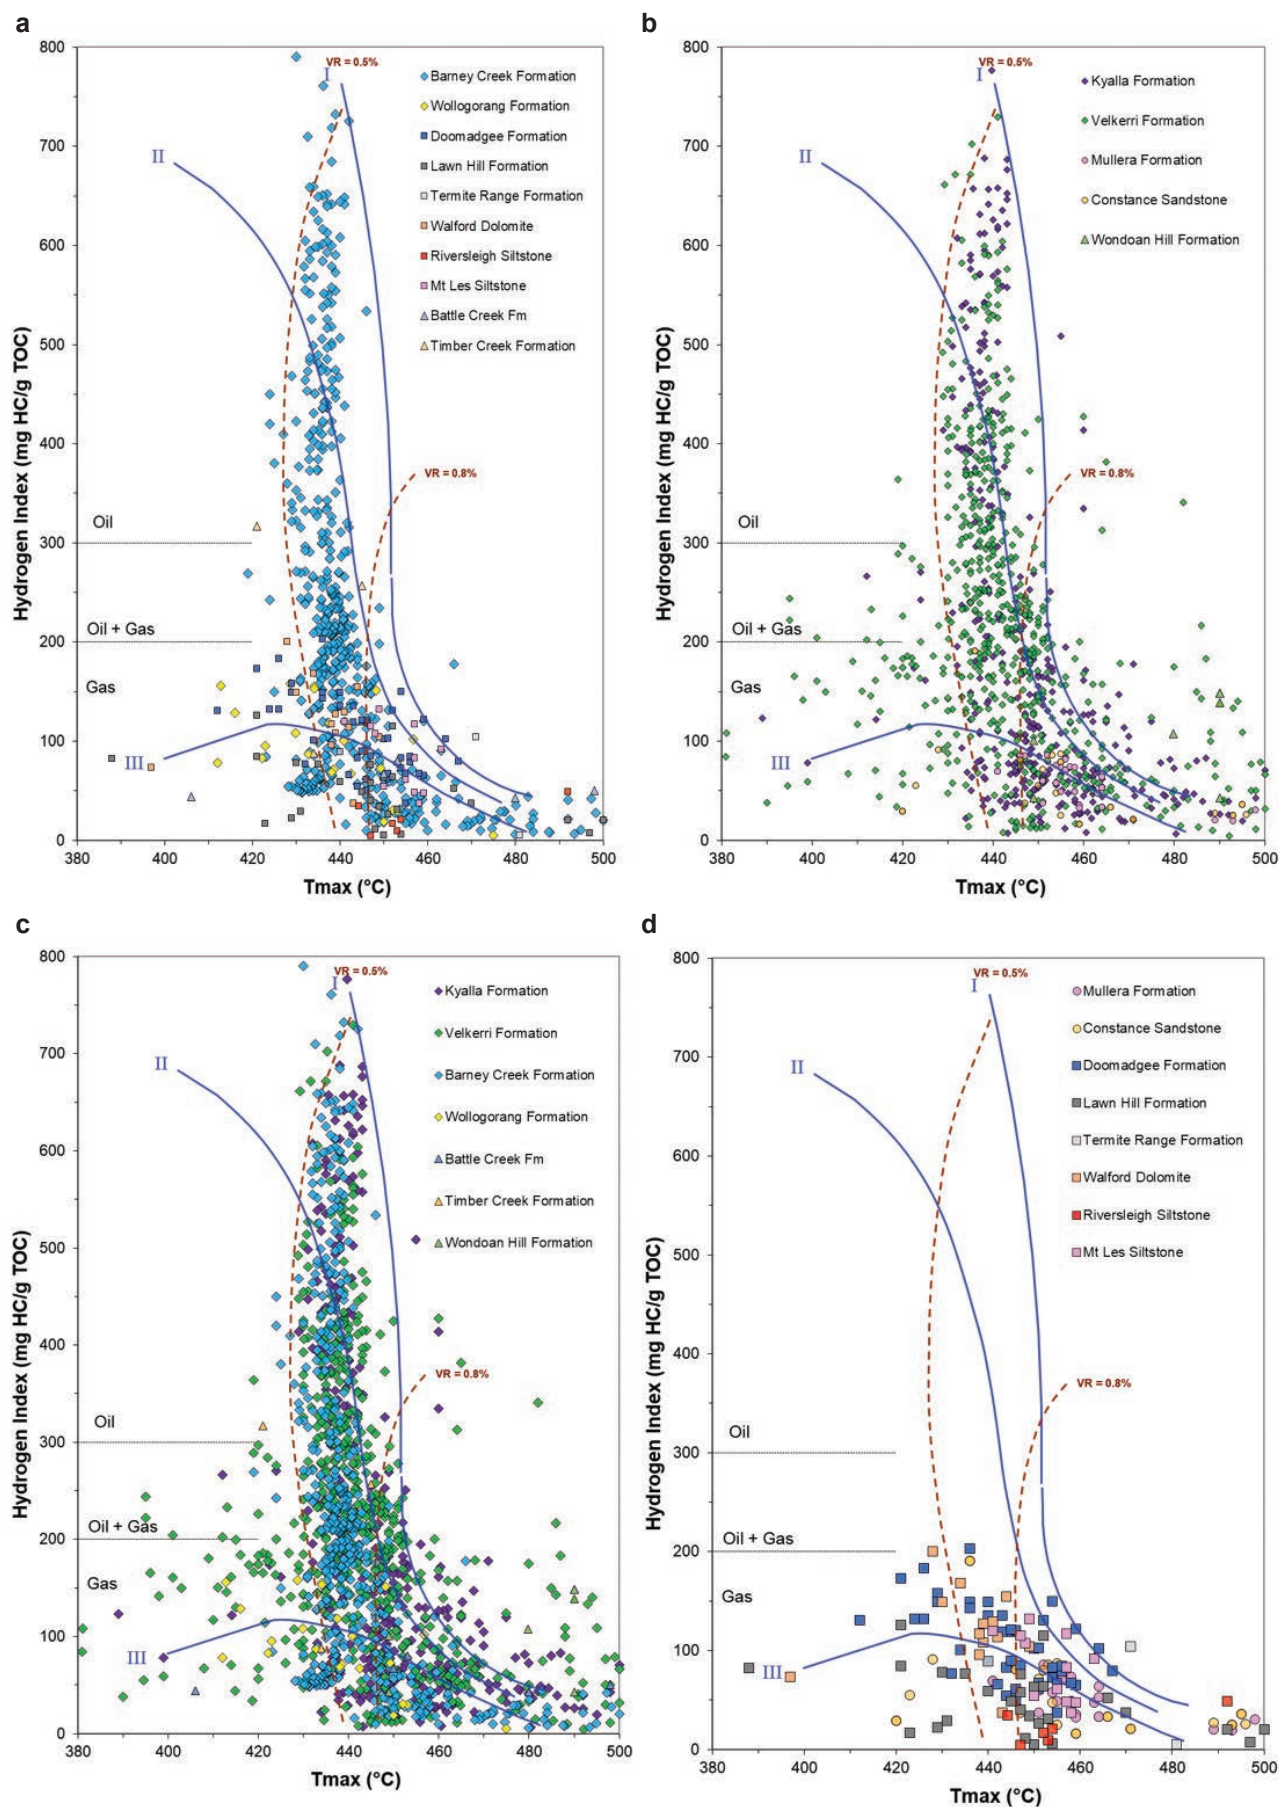 a
800
700
600
500
400
300
200
100
0
380
400
420
440
460
480
500
Hydrogen Index (mg HC/g TOC)
Tmax (°C)
VR = 0.5%
I
II
III
VR = 0.8%
Oil
Oil + Gas
Gas
Barney Creek Formation
Wollogorang Formation
Doomadgee Formation
Lawn Hill Formation
Termite Range Formation
Walford Dolomite
Riversleigh Siltstone
Mt Les Siltstone
Battle Creek Fm
Timber Creek Formation
b
800
700
600
500
400
300
200
100
0
380
400
420
440
460
480
500
Hydrogen Index (mg HC/g TOC)
Tmax (°C)
VR = 0.5%
I
II
III
VR = 0.8%
Oil
Oil + Gas
Gas
Kyalla Formation
Velkerri Formation
Mullera Formation
Constance Sandstone
Wondoan Hill Formation
c
800
700
600
500
400
300
200
100
0
380
400
420
440
460
480
500
Hydrogen Index (mg HC/g TOC)
Tmax (°C)
VR = 0.5%
I
II
III
VR = 0.8%
Oil
Oil + Gas
Gas
Kyalla Formation
Velkerri Formation
Barney Creek Formation
Wollogorang Formation
Battle Creek Fm
Timber Creek Formation
Wondoan Hill Formation
d
800
700
600
500
400
300
200
100
0
380
400
420
440
460
480
500
Hydrogen Index (mg HC/g TOC)
Tmax (°C)
VR = 0.5%
I
II
III
VR = 0.8%
Oil
Oil + Gas
Gas
Mullera Formation
Constance Sandstone
Doomadgee Formation
Lawn Hill Formation
Termite Range Formation
Walford Dolomite
Riversleigh Siltstone
Mt Les Siltstone